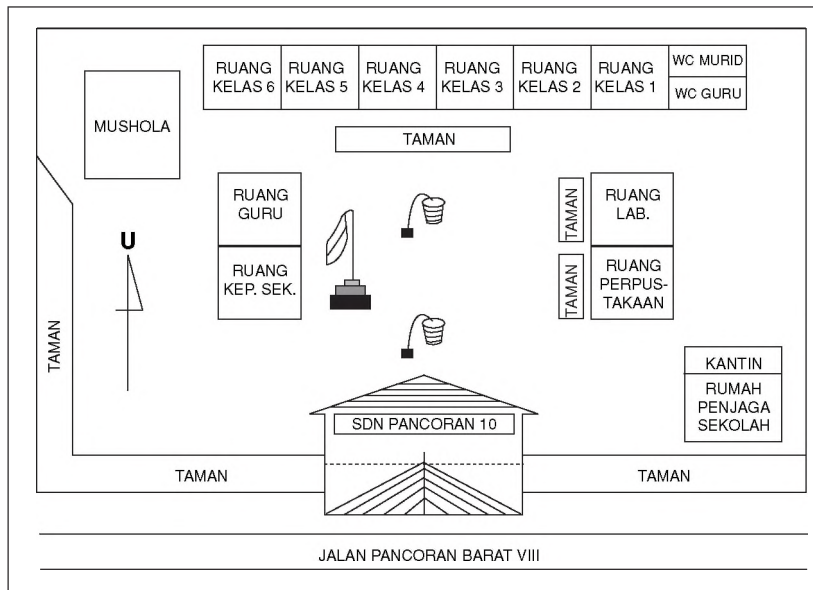 RUANG
KELAS 6
RUANG
KELAS 5
RUANG
KELAS 4
RUANG
KELAS 3
RUANG
KELAS 2
RUANG
KELAS 1
WC MURID
WC GURU
MUSHOLA
TAMAN
RUANG
GURU
TAMAN
RUANG
LAB.
U
RUANG
KEP. SEK.
TAMAN
RUANG
PERPUS-
TAKAAN
TAMAN
KANTIN
RUMAH
PENJAGA
SEKOLAH
SDN PANCORAN 10
TAMAN
TAMAN
JALAN PANCORAN BARAT VIII